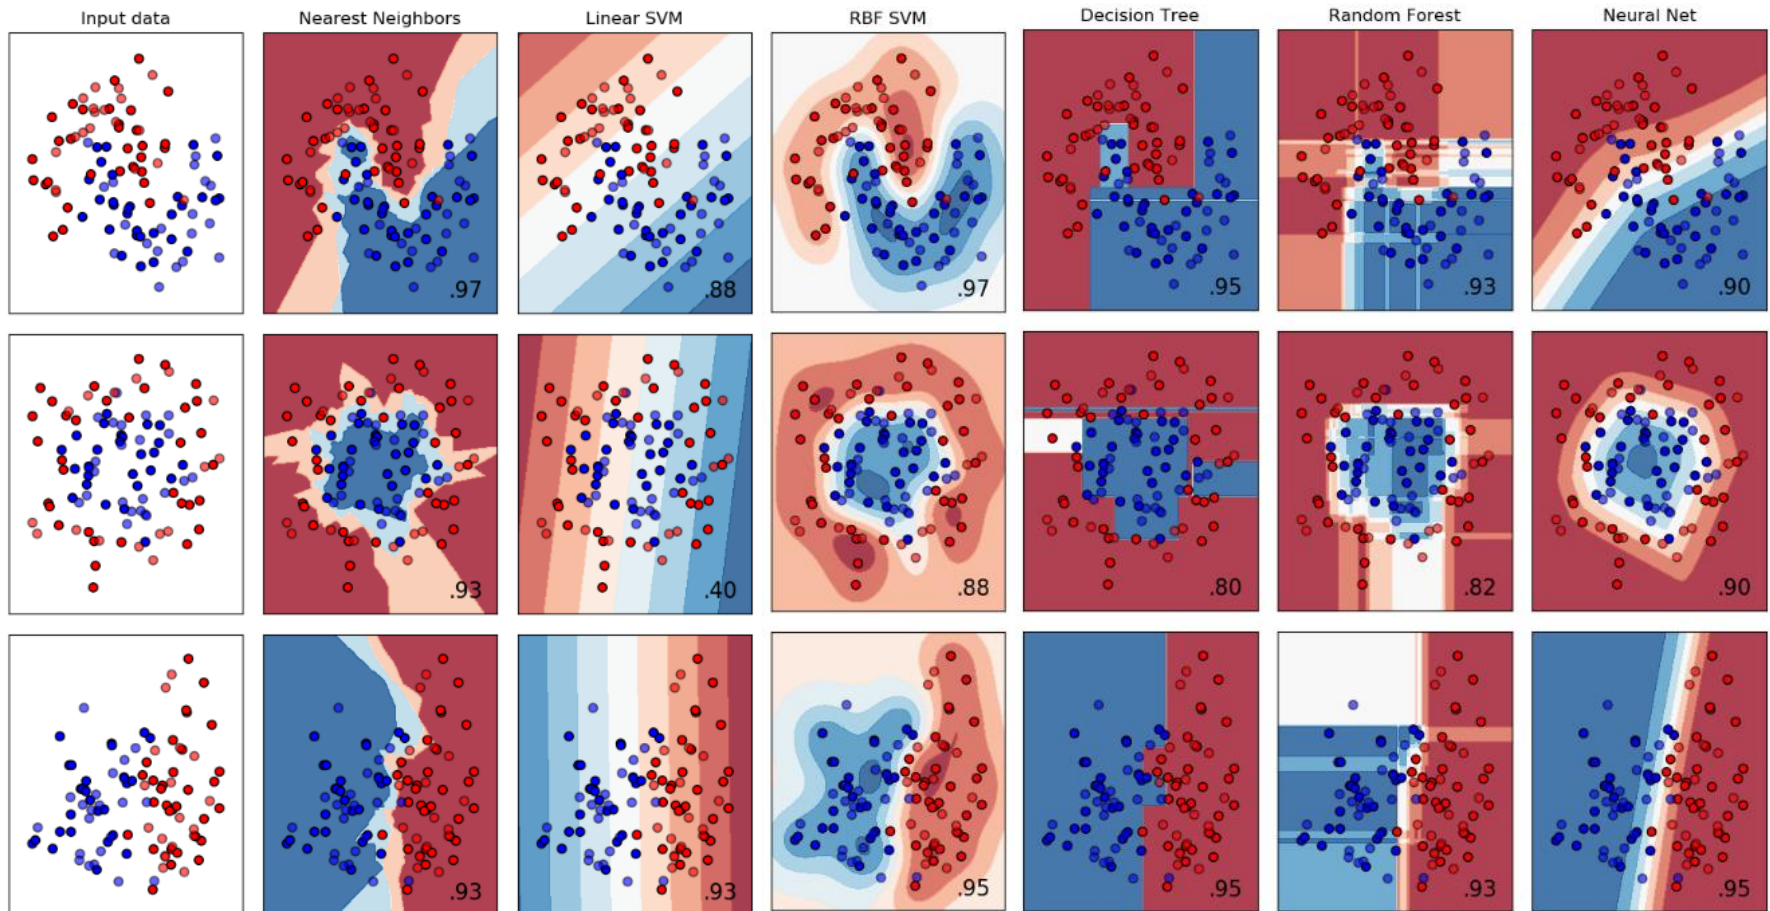 Input data Nearest Neighbors Linear SVM RBF SVM Decision Tree Random Forest Neural Net
.97 .88 .97 .95 .93 .90
.93 .40 .88 .80 .82 .90
.93 .93 .95 .95 .93 .95